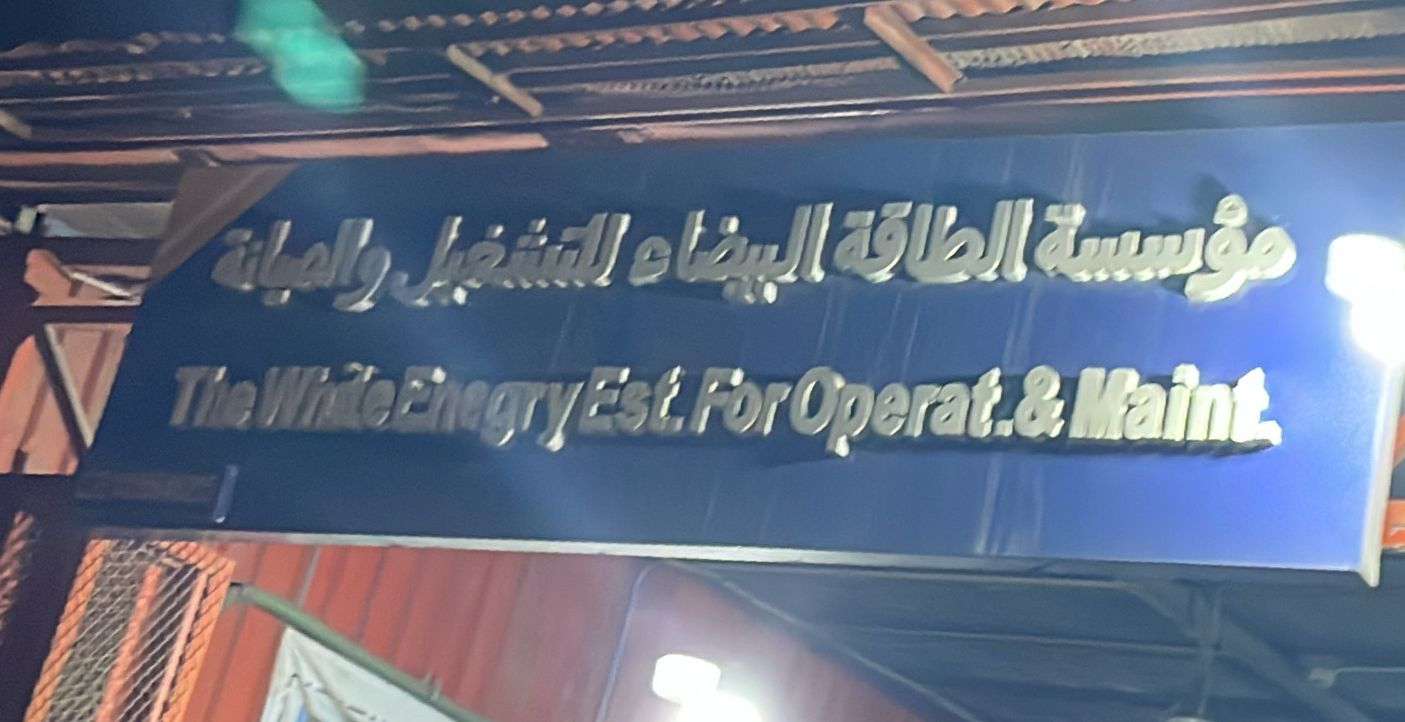 مؤسسة الطاقة البيضاء للتشغيل والصيانة
The White Enegry Est. For Operat. & Maint.